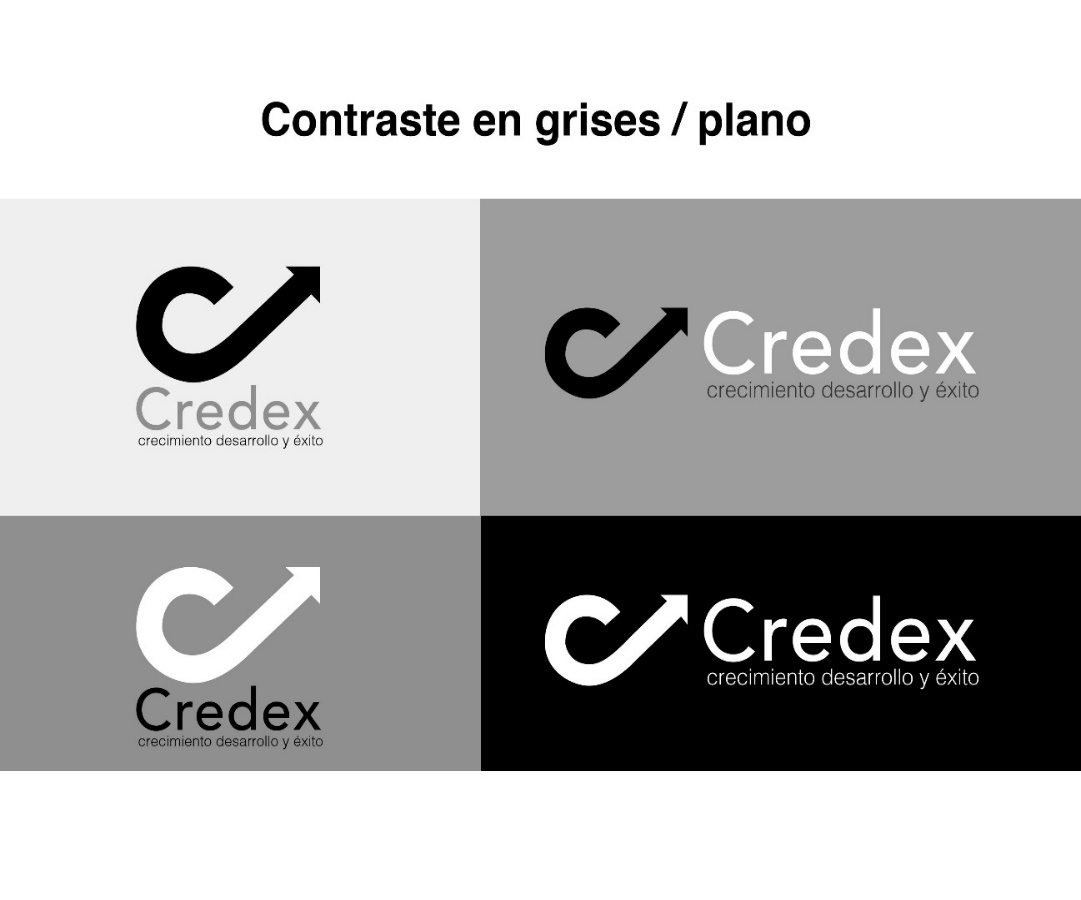 Contraste en grises / plano
Credex
crecimiento desarrollo y éxito
Credex
crecimiento desarrollo y éxito
Credex
crecimiento desarrollo y éxito
Credex
crecimiento desarrollo y éxito